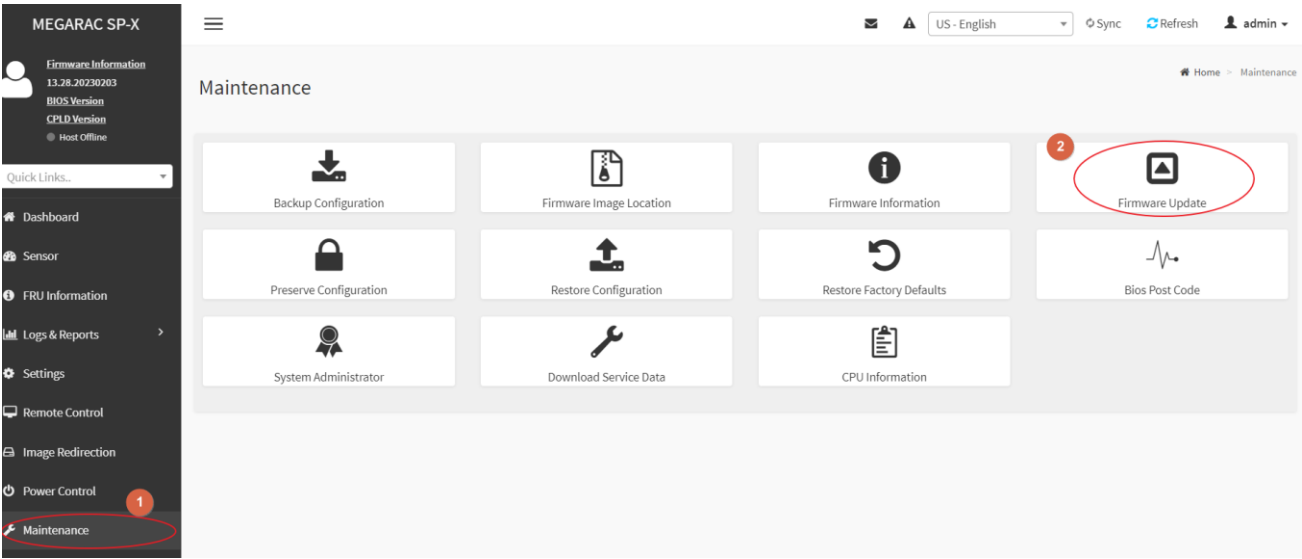 MEGARAC SP-X
US - English
Sync
Refresh
admin
Firmware Information
13.28.20230203
BIOS Version
CPLD Version
Host Offline
Home > Maintenance
Maintenance
Quick Links..
Dashboard
Sensor
FRU Information
Logs & Reports >
Settings
Remote Control
Image Redirection
Power Control
1
Maintenance
2
Backup Configuration
Firmware Image Location
Firmware Information
Firmware Update
Preserve Configuration
Restore Configuration
Restore Factory Defaults
Bios Post Code
System Administrator
Download Service Data
CPU Information